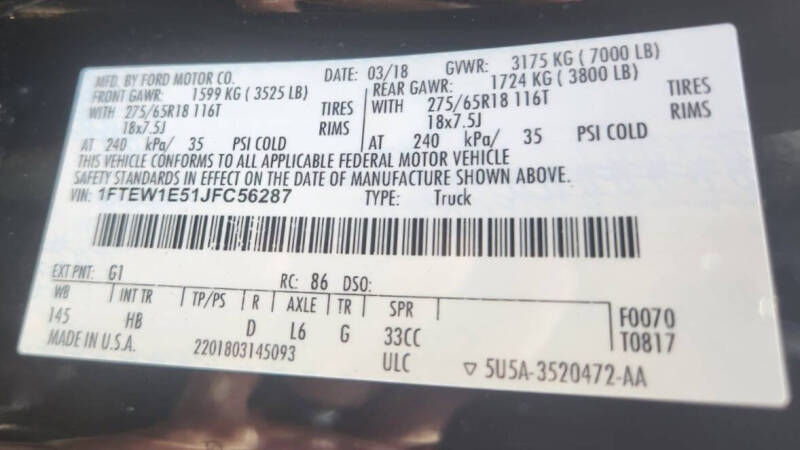 MFD. BY FORD MOTOR CO. DATE: 03/18 GVWR: 3175 KG ( 7000 LB)
FRONT GAWR: 1599 KG ( 3525 LB) REAR GAWR: 1724 KG ( 3800 LB)
WITH 275/65R18 116T TIRES WITH 275/65R18 116T TIRES
18x7.5J RIMS 18x7.5J RIMS
AT 240 kPa/ 35 PSI COLD AT 240 kPa/ 35 PSI COLD
THIS VEHICLE CONFORMS TO ALL APPLICABLE FEDERAL MOTOR VEHICLE
SAFETY STANDARDS IN EFFECT ON THE DATE OF MANUFACTURE SHOWN ABOVE.
VIN: 1FTEW1E51JFC56287 TYPE: Truck
EXT PNT: G1 RC: 86 DSO:
WB INT TR TP/PS R AXLE TR SPR F0070
145 HB D L6 G 33CC T0817
MADE IN U.S.A. 2201803145093 ULC ▽ 5U5A-3520472-AA